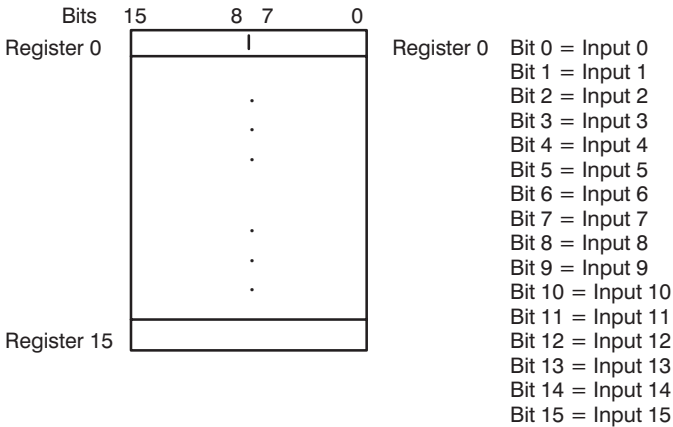 Bits 15 8 7 0
Register 0
Register 15
Register 0 Bit 0 = Input 0
Bit 1 = Input 1
Bit 2 = Input 2
Bit 3 = Input 3
Bit 4 = Input 4
Bit 5 = Input 5
Bit 6 = Input 6
Bit 7 = Input 7
Bit 8 = Input 8
Bit 9 = Input 9
Bit 10 = Input 10
Bit 11 = Input 11
Bit 12 = Input 12
Bit 13 = Input 13
Bit 14 = Input 14
Bit 15 = Input 15